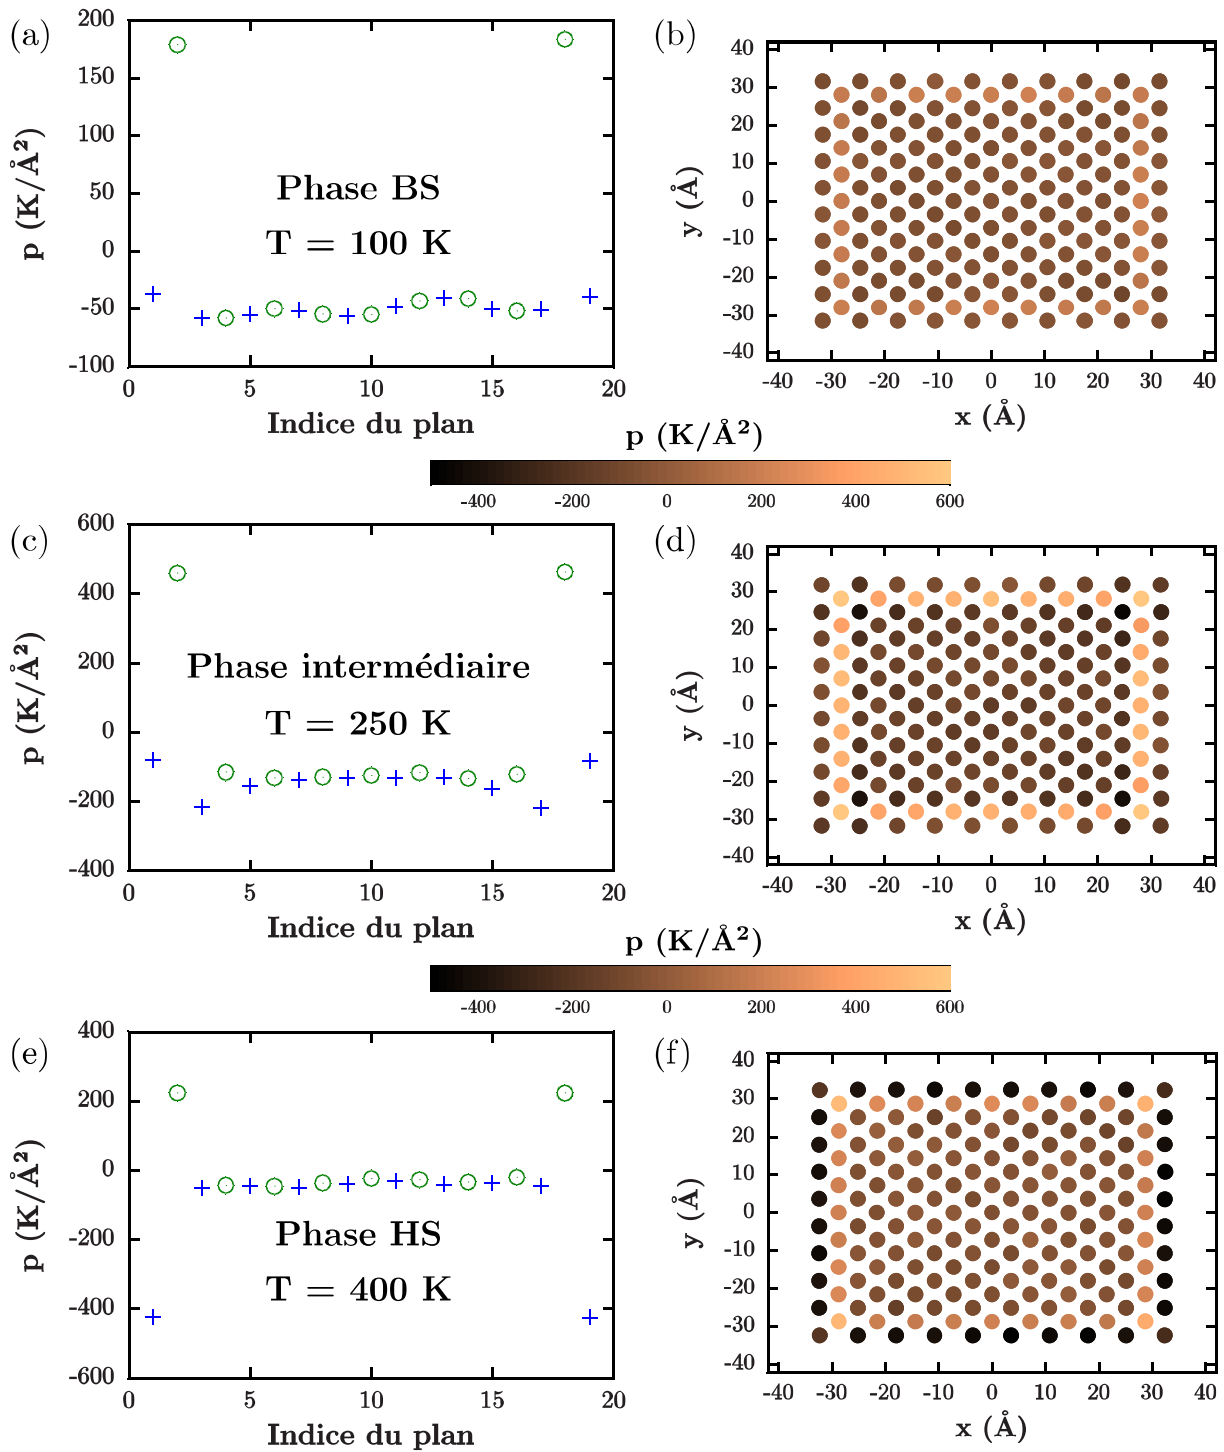 (a)
p (K/Å²)
200
150
100
50
0
-50
-100
Phase BS
T = 100 K
0 5 10 15 20
Indice du plan
(b)
y (Å)
40
30
20
10
0
-10
-20
-30
-40
-40 -30 -20 -10 0 10 20 30 40
x (Å)
p (K/Å²)
-400 -200 0 200 400 600
(c)
p (K/Å²)
600
400
200
0
-200
-400
Phase intermédiaire
T = 250 K
0 5 10 15 20
Indice du plan
(d)
y (Å)
40
30
20
10
0
-10
-20
-30
-40
-40 -30 -20 -10 0 10 20 30 40
x (Å)
p (K/Å²)
-400 -200 0 200 400 600
(e)
p (K/Å²)
400
200
0
-200
-400
-600
Phase HS
T = 400 K
0 5 10 15 20
Indice du plan
(f)
y (Å)
40
30
20
10
0
-10
-20
-30
-40
-40 -30 -20 -10 0 10 20 30 40
x (Å)